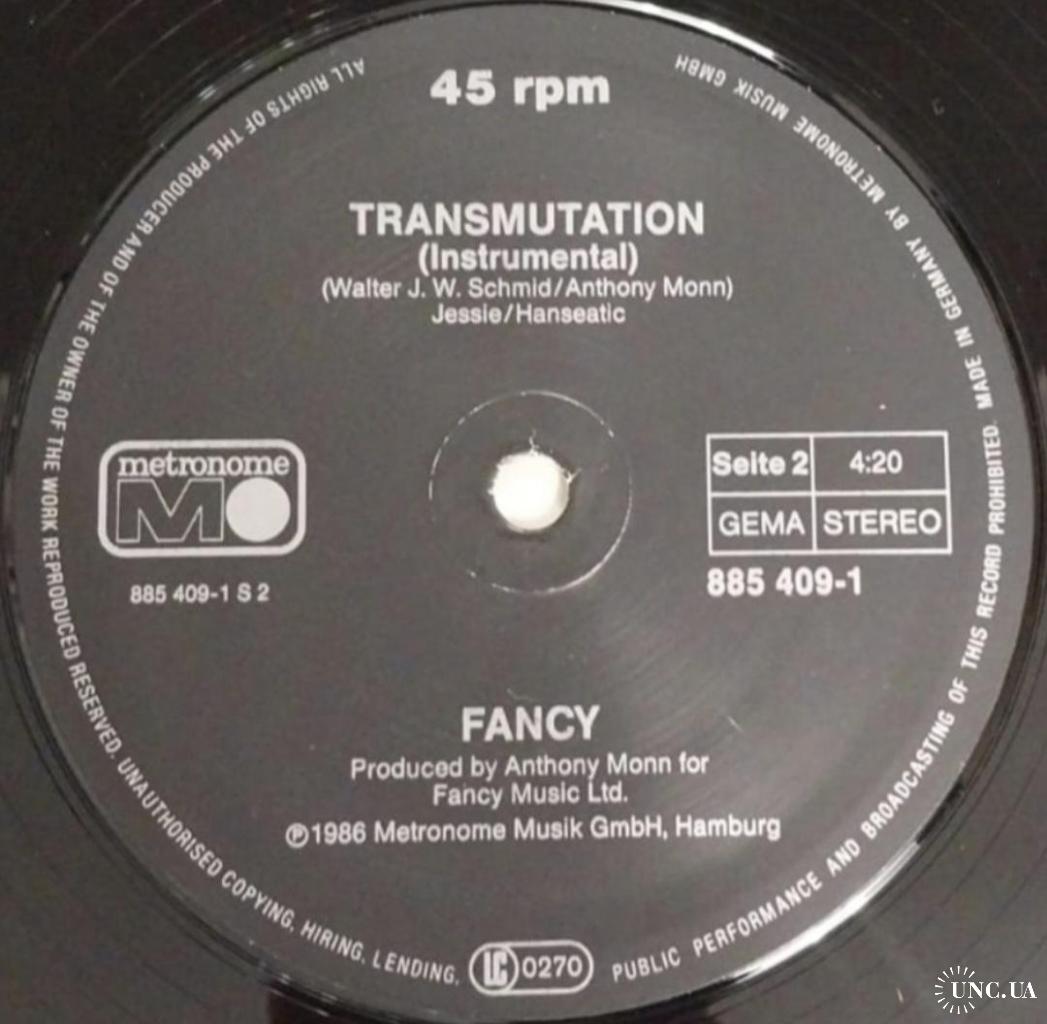 45 rpm
TRANSMUTATION
(Instrumental)
(Walter J. W. Schmid/Anthony Monn)
Jessie/Hanseatic
metronome
MO
885 409-1 S 2
Seite 2 4:20
GEMA STEREO
885 409-1
FANCY
Produced by Anthony Monn for
Fancy Music Ltd.
℗1986 Metronome Musik GmbH, Hamburg
ALL RIGHTS OF THE PRODUCER AND OF THE OWNER OF THE WORK REPRODUCED RESERVED. UNAUTHORISED COPYING, HIRING, LENDING, PUBLIC PERFORMANCE AND BROADCASTING OF THIS RECORD PROHIBITED. MADE IN GERMANY BY METRONOME MUSIK GMBH
LC 0270
UNC.UA